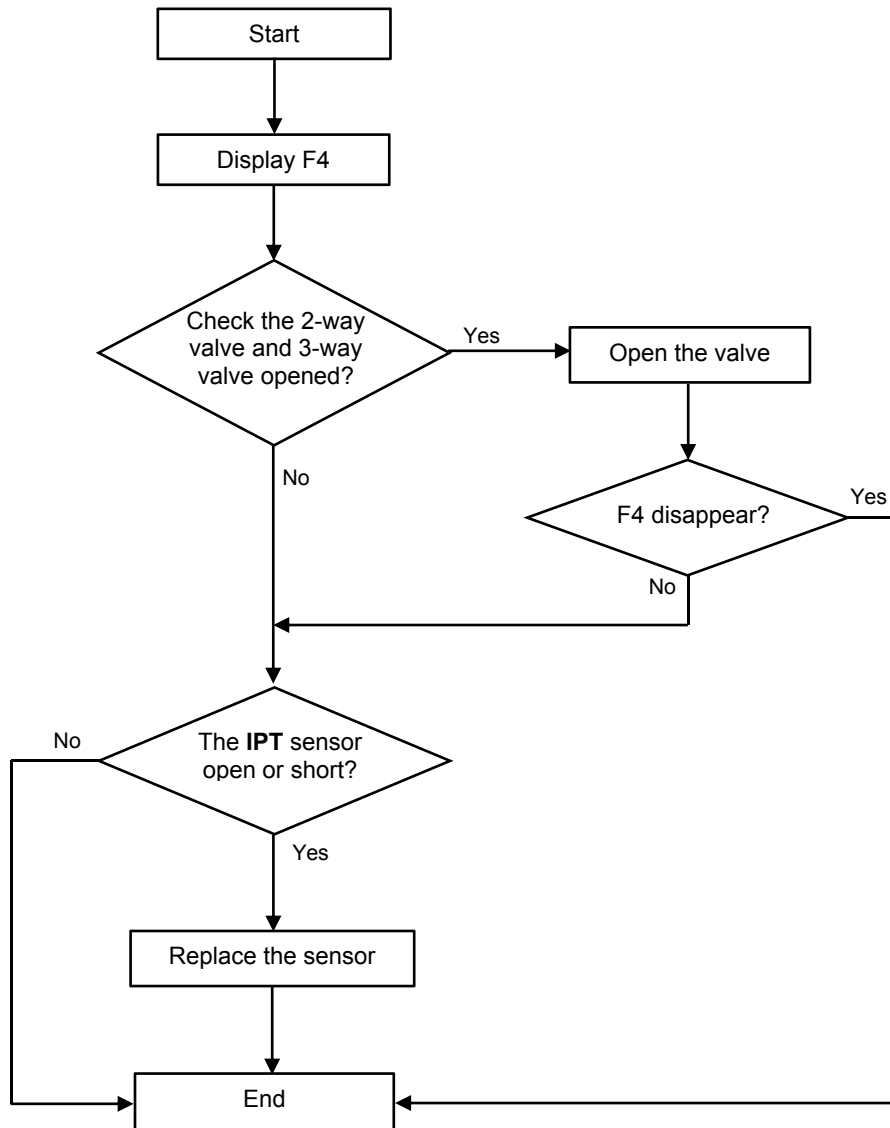 Start
Display F4
Check the 2-way
valve and 3-way
valve opened?
Yes
Open the valve
No
F4 disappear?
Yes
No
No
The IPT sensor
open or short?
Yes
Replace the sensor
End